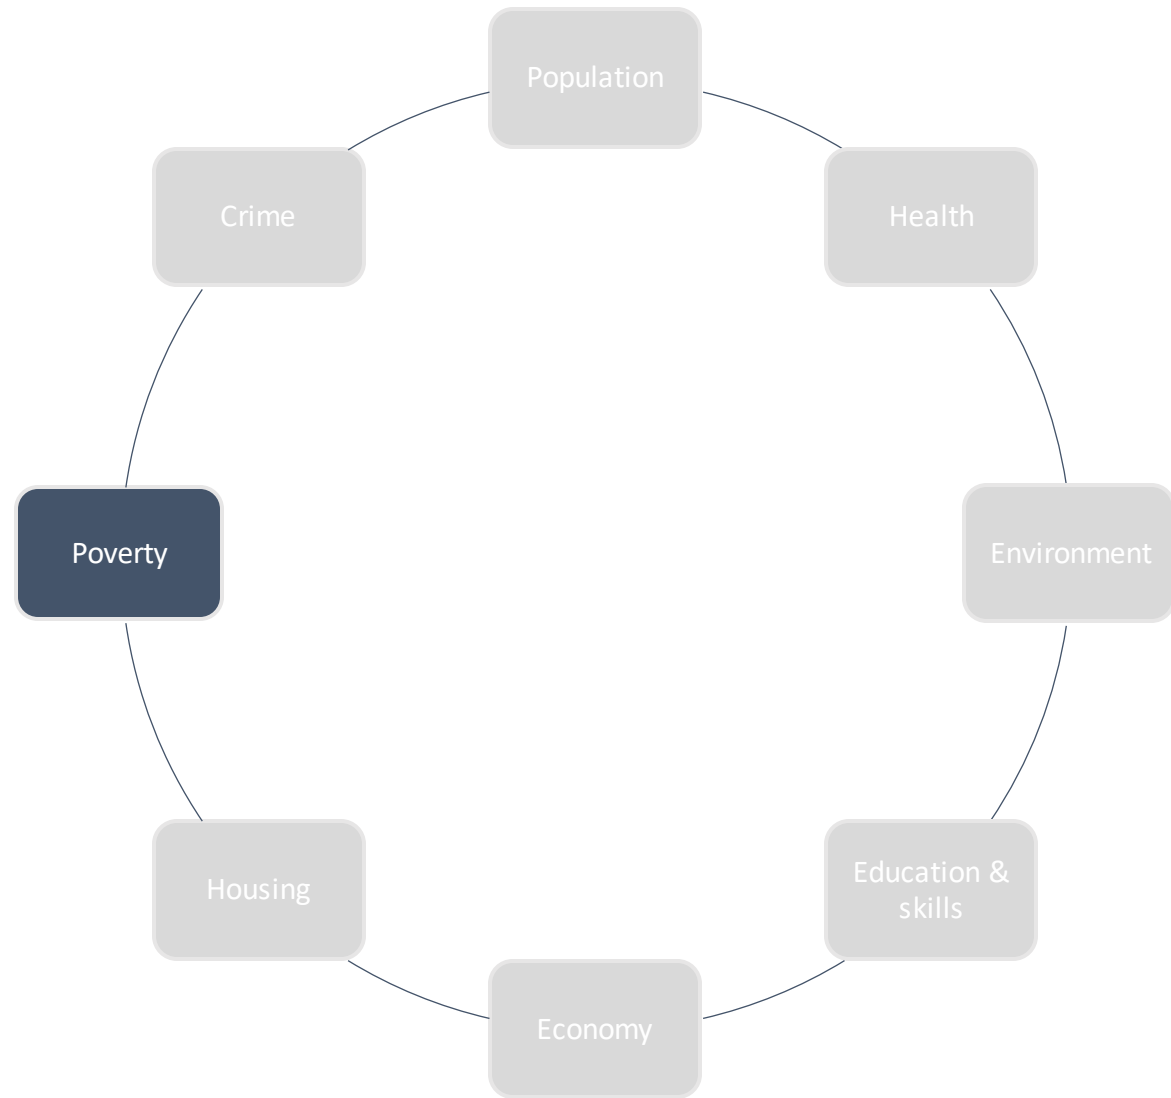 Population
Crime
Health
Poverty
Environment
Housing
Education &
skills
Economy